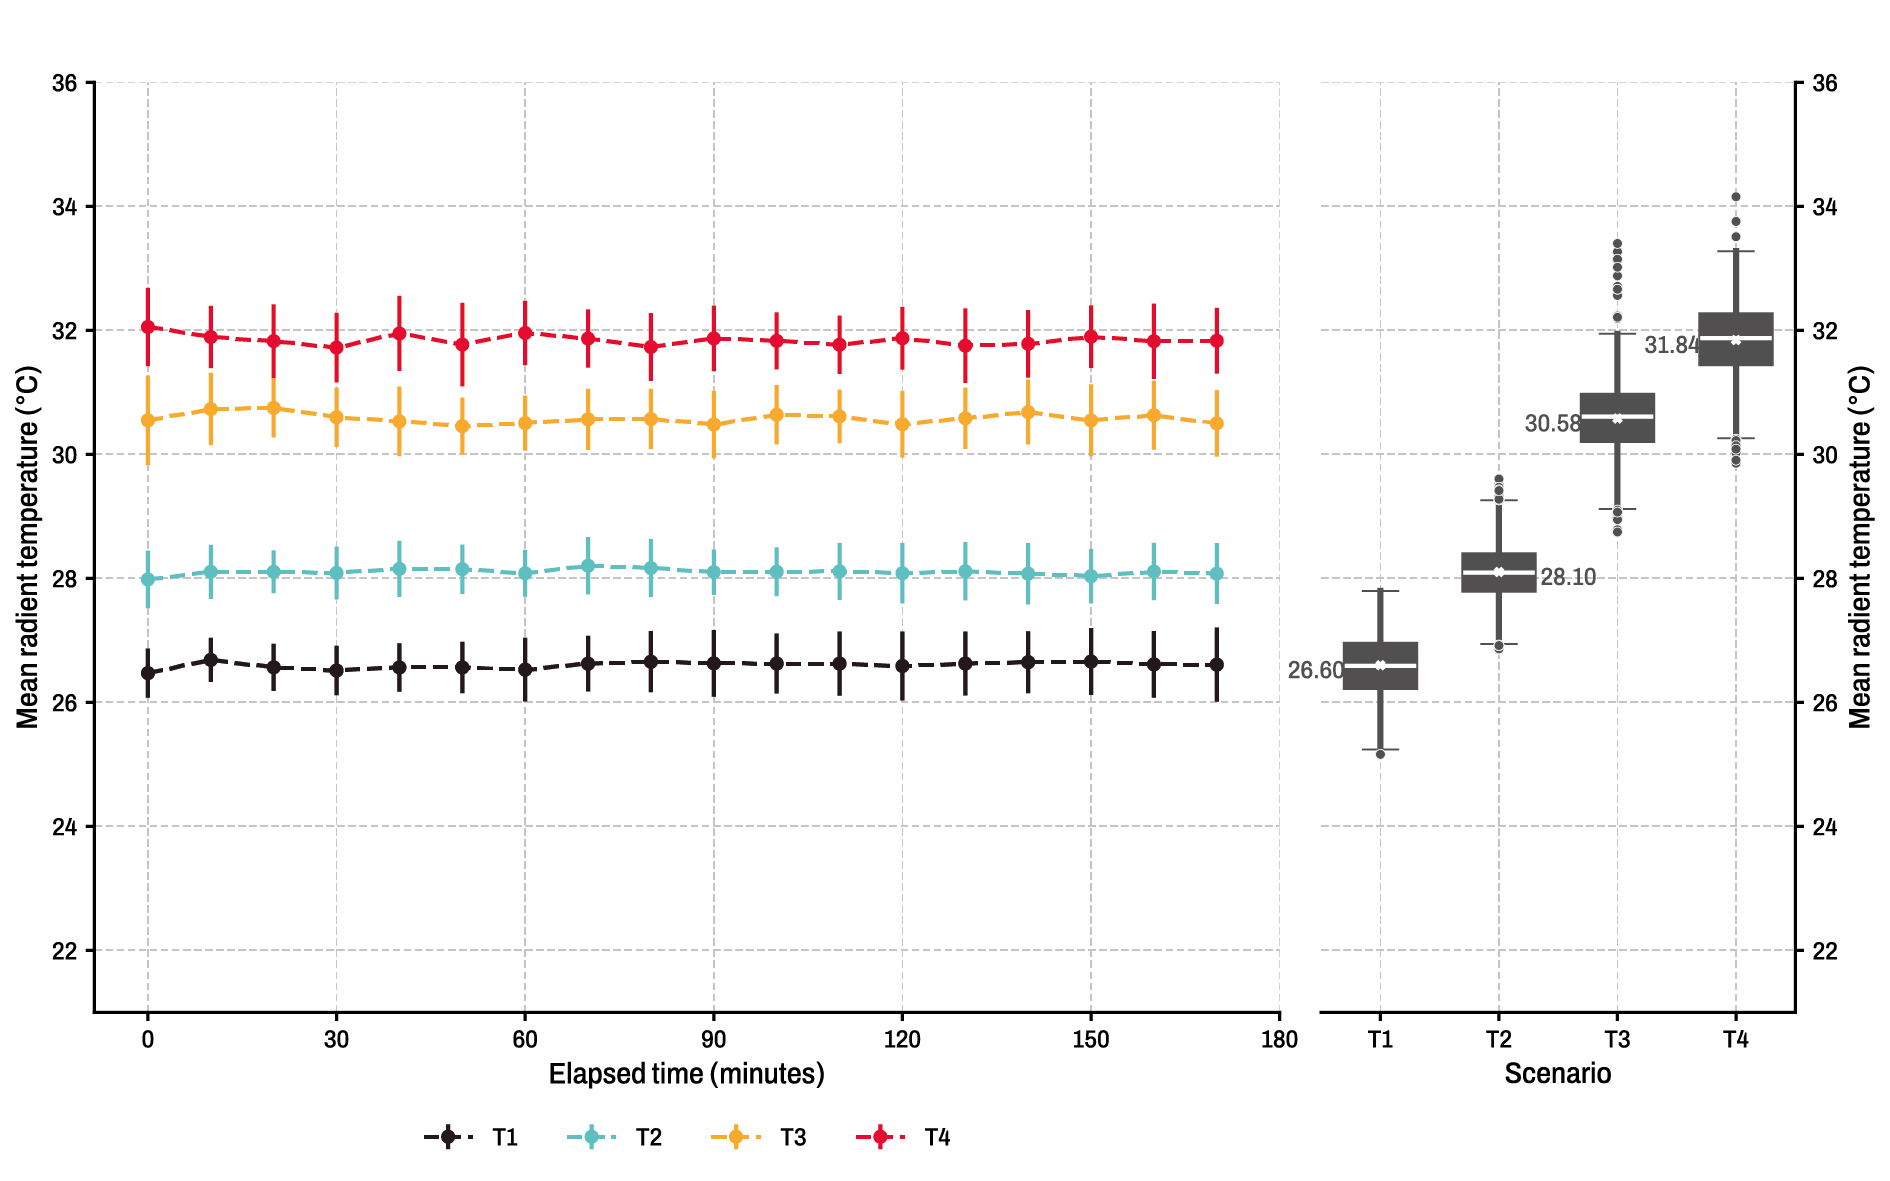 Mean radient temperature (°C)
36
34
32
30
28
26
24
22
0 30 60 90 120 150 180
Elapsed time (minutes)
T1 T2 T3 T4
31.84
30.58
28.10
26.60
T1 T2 T3 T4
Scenario
36
34
32
30
28
26
24
22
Mean radient temperature (°C)